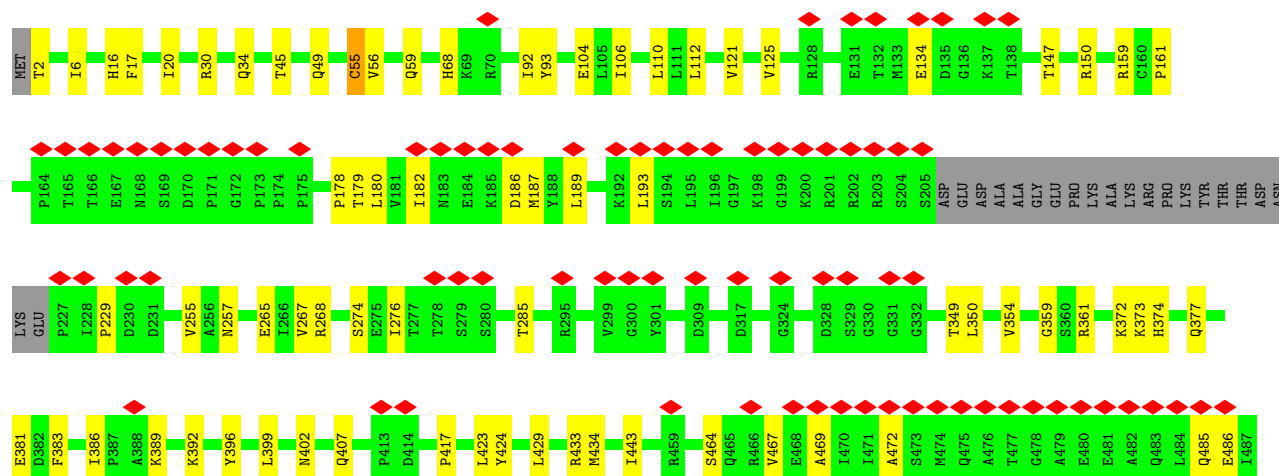 MET T2 I6 H16 F17 I20 R30 Q34 T45 Q49 C55 V56 Q59 H68 K69 R70 I92 Y93 E104 L105 I106 L110 L111 L112 V121 V125 R128 E131 T132 M133 E134 D135 G136 K137 T138 T147 R150 R159 C160 P161
P164 T165 T166 E167 N168 S169 D170 P171 G172 P173 P174 P175 P178 T179 L180 V181 I182 N183 E184 K185 D186 M187 Y188 L189 K192 L193 S194 L195 I196 G197 K198 G199 K200 R201 R202 R203 S204 S205 ASP GLU ASP ALA ALA GLY GLU PRO LYS ALA LYS ARG PRO LYS TYR THR THR ASP ASN
LYS GLU P227 I228 P229 D230 D231 V255 A256 N257 E265 I266 V267 R268 S274 E275 I276 T277 T278 S279 S280 T285 R295 V299 G300 Y301 D309 D317 G324 D328 S329 G330 G331 G332 T349 L350 V354 G359 S360 R361 K372 K373 H374 Q377
E381 D382 F383 I386 P387 A388 K389 K392 Y396 L399 N402 Q407 P413 D414 P417 L423 Y424 L429 R433 M434 I443 R459 S464 Q465 R466 V467 E468 A469 I470 I471 A472 S473 M474 Q475 A476 T477 G478 A479 E480 E481 A482 Q483 L484 Q485 E486 I487